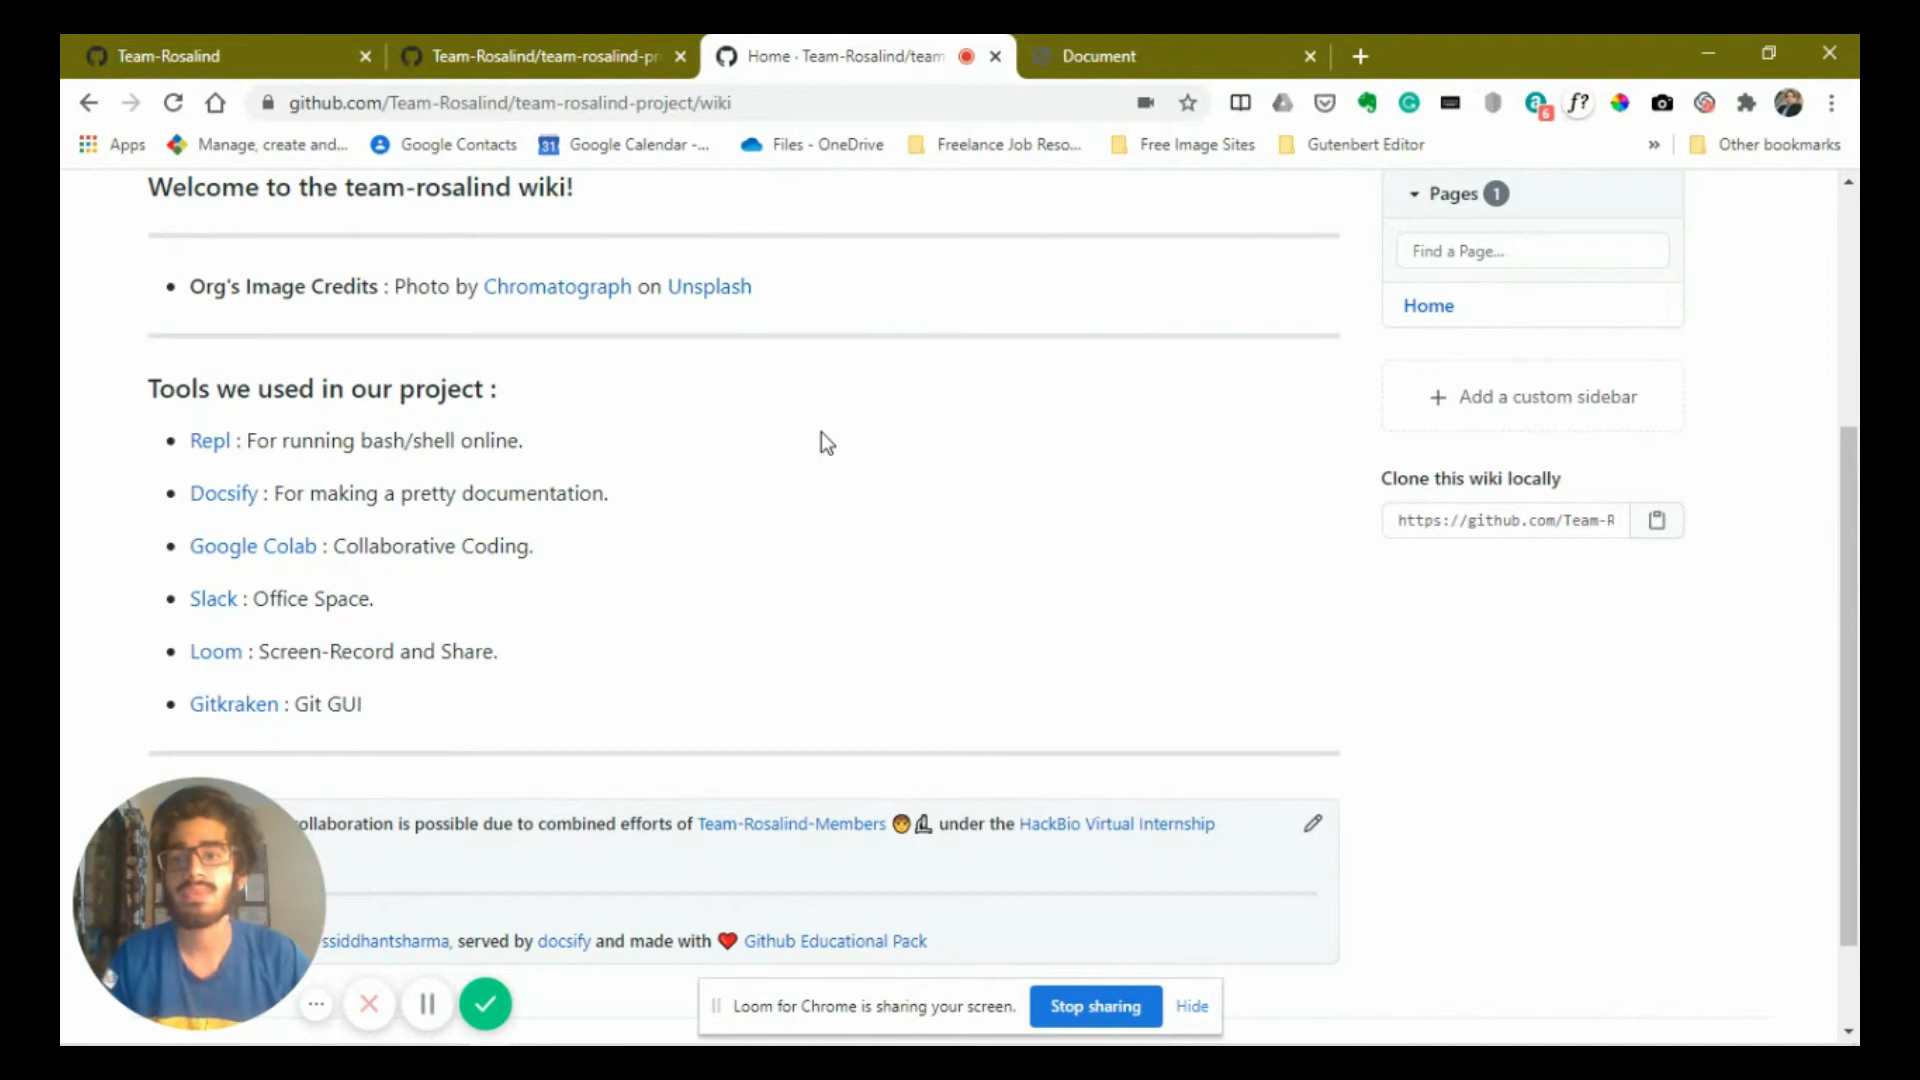 Team-Rosalind
Team-Rosalind/team-rosalind-pr
Home · Team-Rosalind/team
Document
github.com/Team-Rosalind/team-rosalind-project/wiki
6
f?
Apps
Manage, create and...
Google Contacts
31
Google Calendar -...
Files - OneDrive
Freelance Job Reso...
Free Image Sites
Gutenbert Editor
»
Other bookmarks
Welcome to the team-rosalind wiki!
Org's Image Credits : Photo by Chromatograph on Unsplash
Tools we used in our project :
Repl : For running bash/shell online.
Docsify : For making a pretty documentation.
Google Colab : Collaborative Coding.
Slack : Office Space.
Loom : Screen-Record and Share.
Gitkraken : Git GUI
Pages 1
Find a Page...
Home
+ Add a custom sidebar
Clone this wiki locally
https://github.com/Team-R
collaboration is possible due to combined efforts of Team-Rosalind-Members under the HackBio Virtual Internship
ssiddhantsharma, served by docsify and made with ❤ Github Educational Pack
Loom for Chrome is sharing your screen.
Stop sharing
Hide